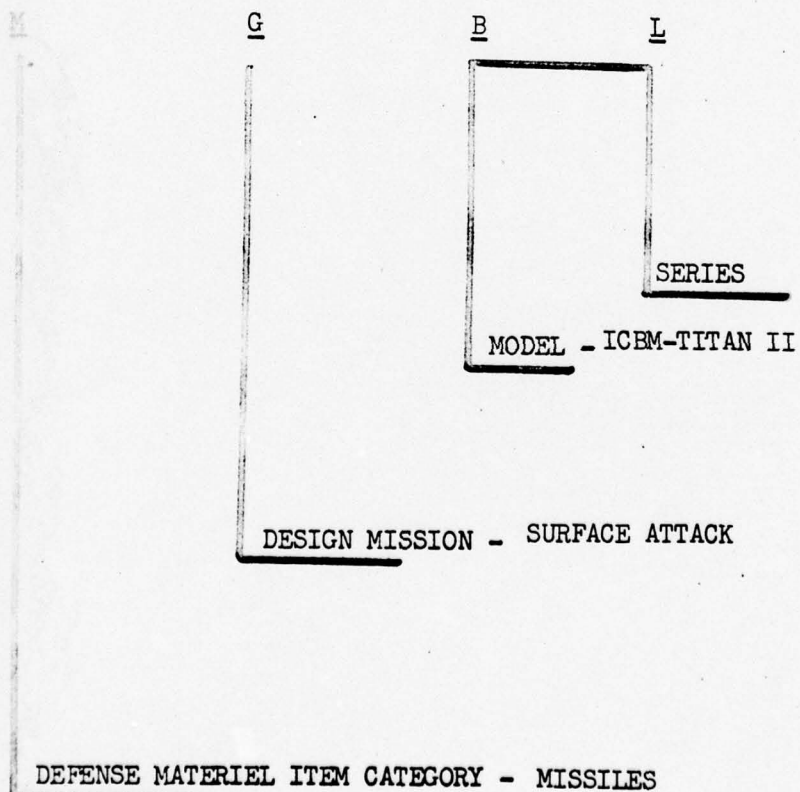 M G B L
SERIES
MODEL - ICBM-TITAN II
DESIGN MISSION - SURFACE ATTACK
DEFENSE MATERIEL ITEM CATEGORY - MISSILES